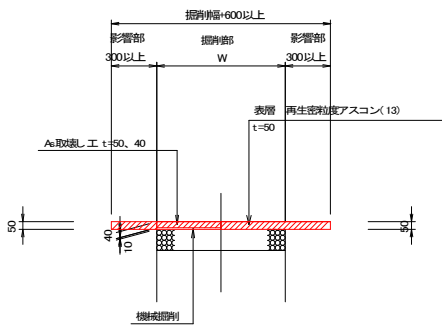 掘削幅+600以上
影響部 掘削部 影響部
300以上 W 300以上
表層 再生密粒度アスコン(13)
t=50
As取壊し工 t=50、40
50
40
10
50
機械掘削